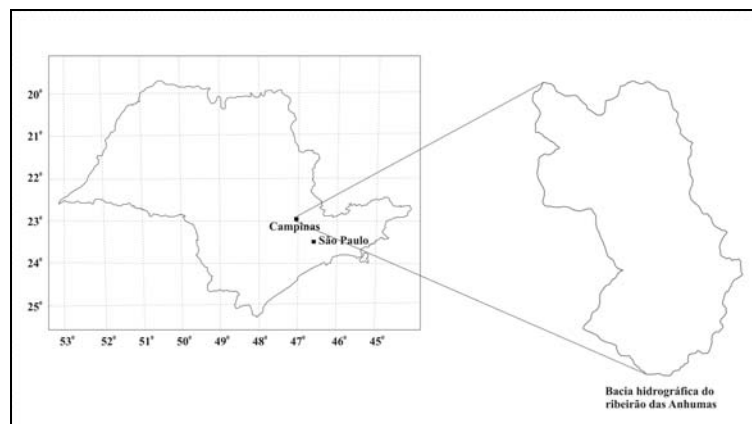 20°
21°
22°
23°
24°
25°
Campinas
São Paulo
53° 52° 51° 50° 49° 48° 47° 46° 45°
Bacia hidrográfica do
ribeirão das Anhumas